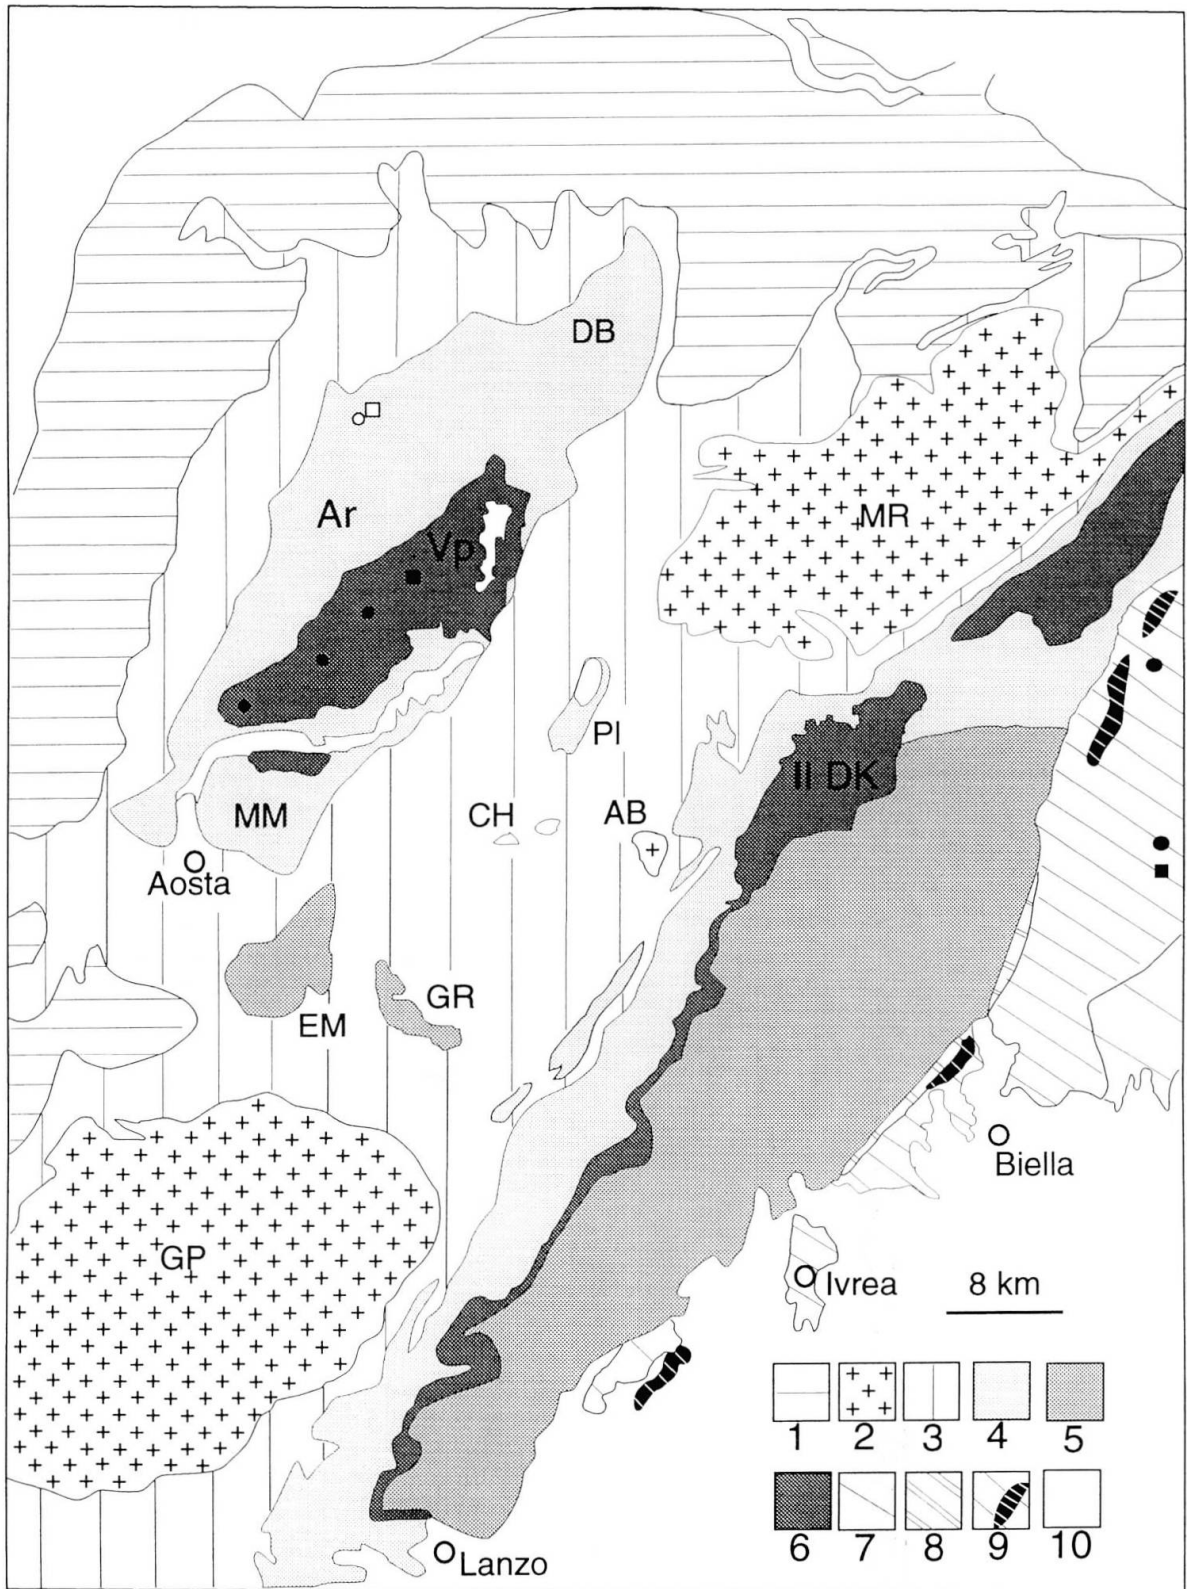 DB
Ar
MR
Vp
PI
II DK
MM
CH
AB
Aosta
GR
EM
Biella
GP
Ivrea
8 km
1 2 3 4 5
6 7 8 9 10
Lanzo